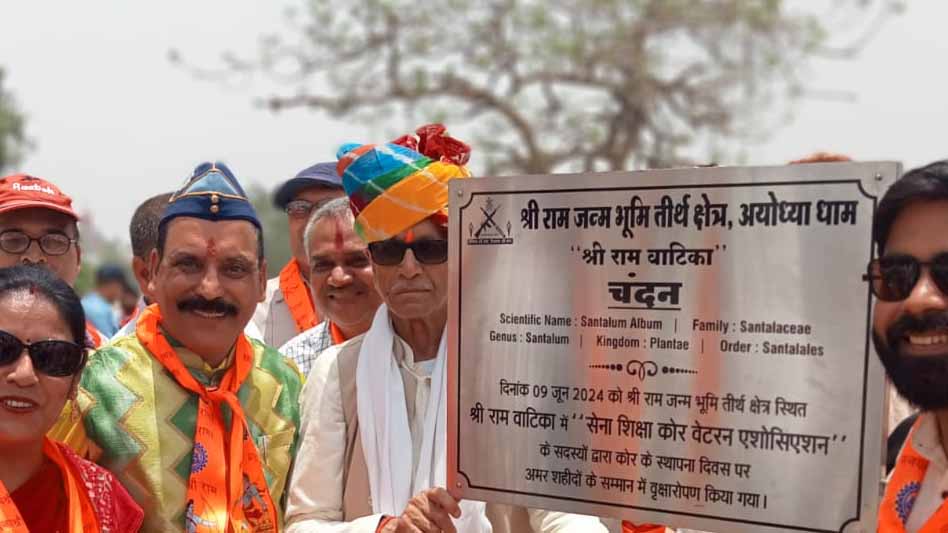 श्री राम जन्म भूमि तीर्थ क्षेत्र, अयोध्या धाम
"श्री राम वाटिका"
चंदन
Scientific Name : Santalum Album | Family : Santalaceae
Genus : Santalum | Kingdom : Plantae | Order : Santalales
दिनांक 09 जून 2024 को श्री राम जन्म भूमि तीर्थ क्षेत्र स्थित
श्री राम वाटिका में "सेना शिक्षा कोर वेटरन एशोसिएशन"
के सदस्यों द्वारा कोर के स्थापना दिवस पर
अमर शहीदों के सम्मान में वृक्षारोपण किया गया।
Reebok
श्री राम